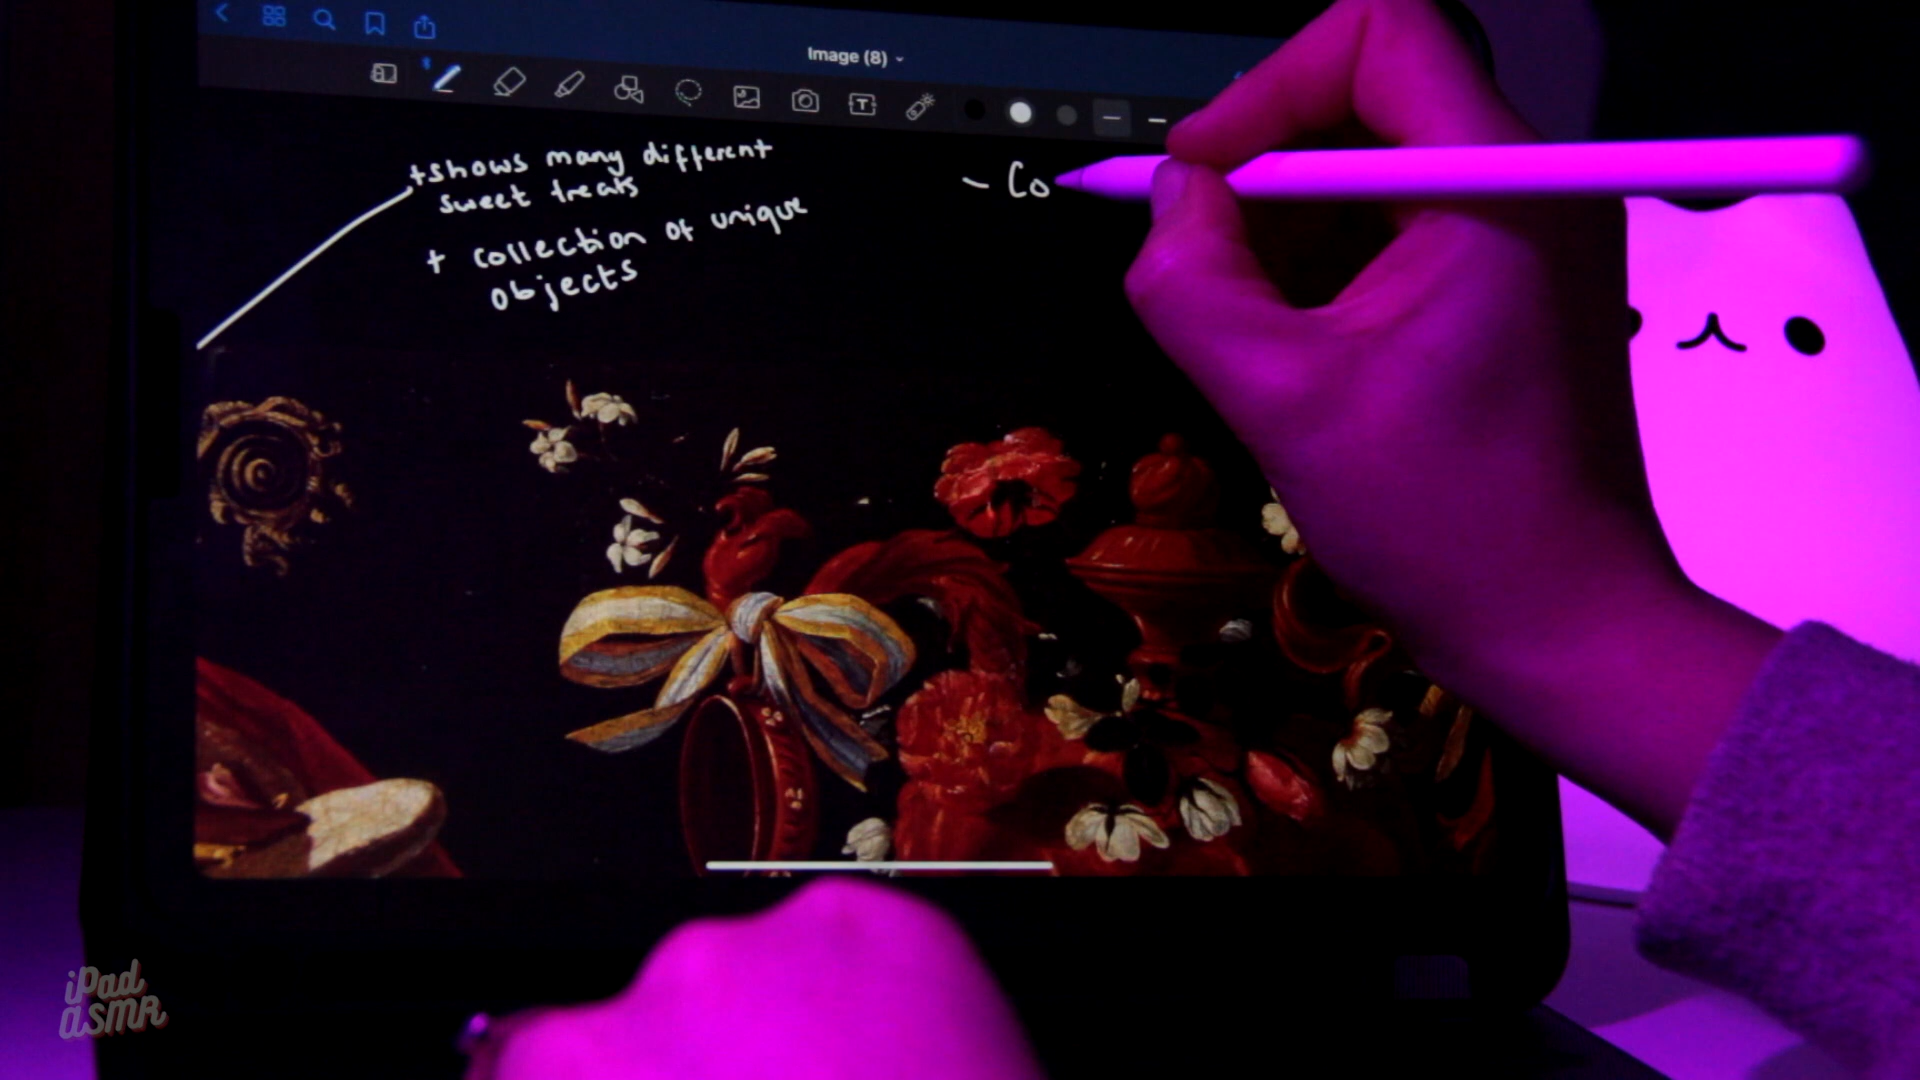 Image (8)
+shows many different
sweet treats
+ collection of unique
objects
- Co
iPad
ASMR